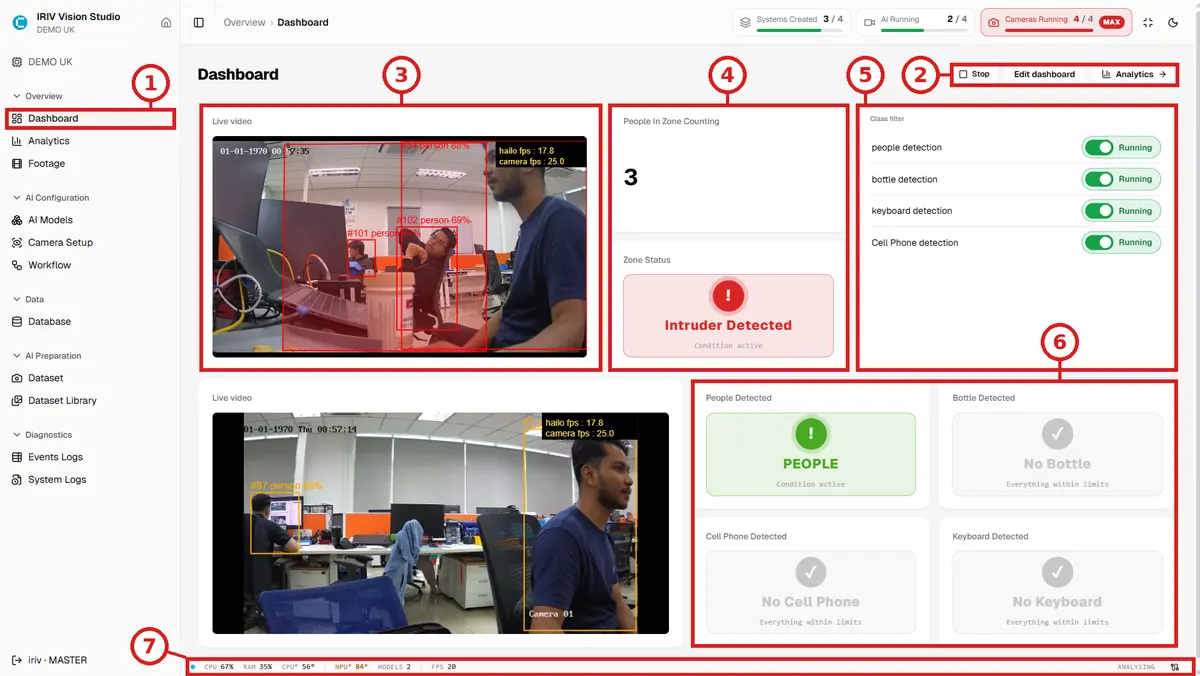 IRIV Vision Studio
DEMO UK
Overview › Dashboard
Systems Created 3 / 4
AI Running 2 / 4
Cameras Running 4 / 4 MAX
DEMO UK
1
Overview
Dashboard
Analytics
Footage
AI Configuration
AI Models
Camera Setup
Workflow
Data
Database
AI Preparation
Dataset
Dataset Library
Diagnostics
Events Logs
System Logs
iriv · MASTER
Dashboard
3
4
5
2
Stop
Edit dashboard
Analytics →
Live video
01-01-1970 00:57:35
person 88%
hailo fps : 17.8
camera fps : 25.0
#102 person 69%
#101 person
People In Zone Counting
3
Zone Status
!
Intruder Detected
Condition active
Class filter
people detection Running
bottle detection Running
keyboard detection Running
Cell Phone detection Running
6
Live video
01-01-1970 Thu 00:57:14
hailo fps : 17.8
camera fps : 25.0
#87 person 66%
Camera 01
People Detected
!
PEOPLE
Condition active
Bottle Detected
No Bottle
Everything within limits
Cell Phone Detected
No Cell Phone
Everything within limits
Keyboard Detected
No Keyboard
Everything within limits
7
CPU 67% RAM 35% CPU° 56° NPU° 84° MODELS 2 FPS 20
ANALYSING